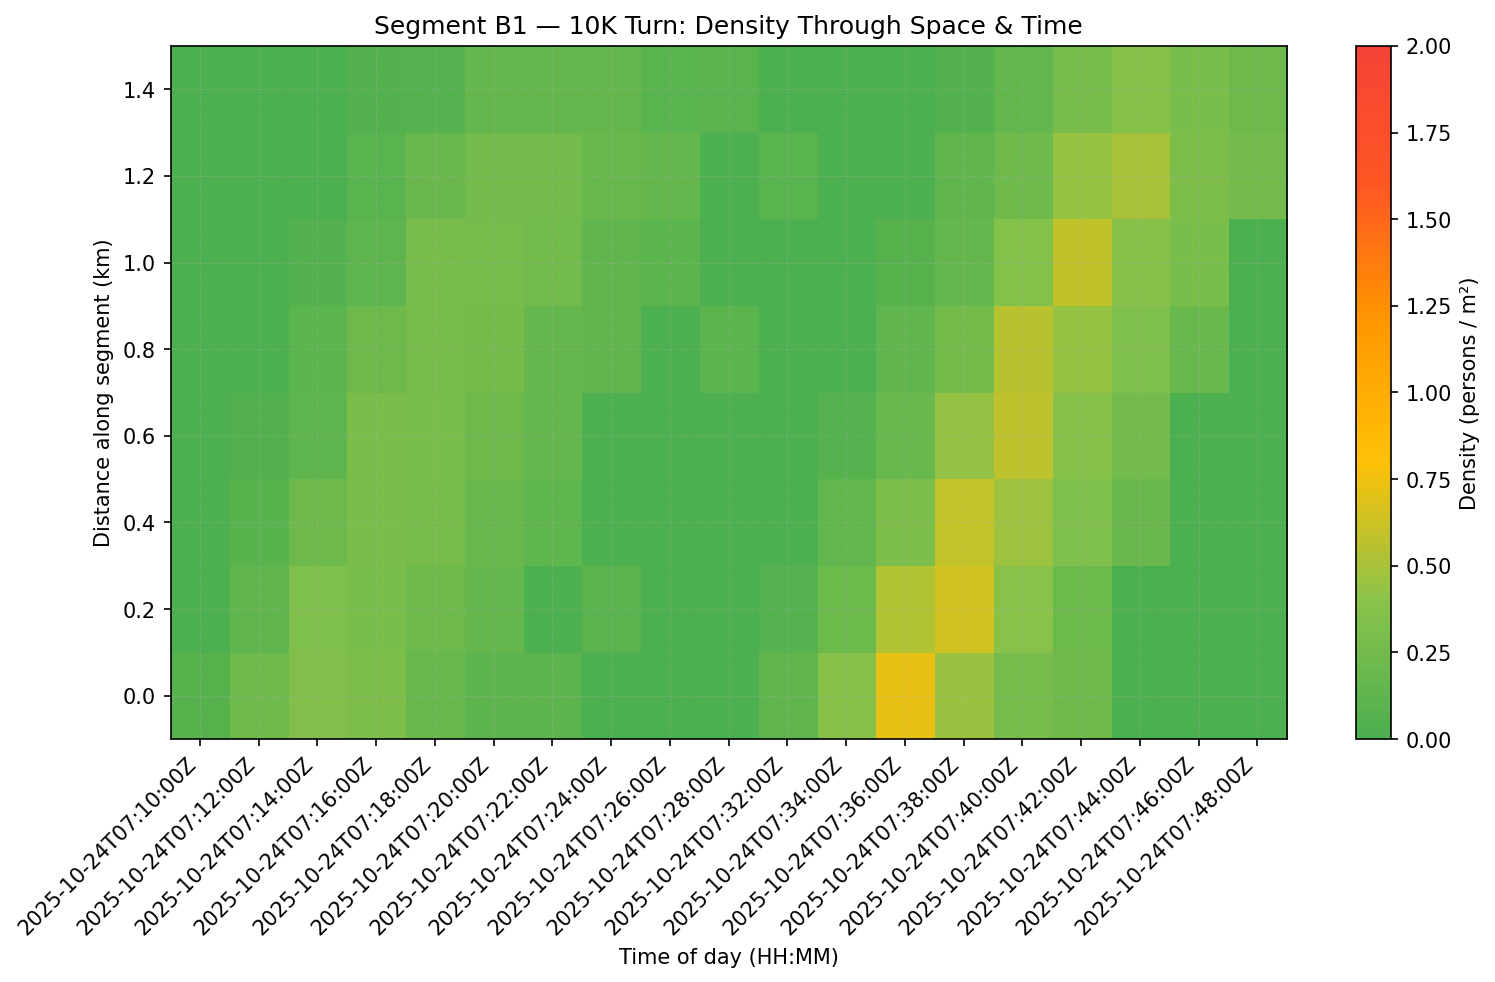 Segment B1 — 10K Turn: Density Through Space & Time
Distance along segment (km)
1.4
1.2
1.0
0.8
0.6
0.4
0.2
0.0
2025-10-24T07:10:00Z
2025-10-24T07:12:00Z
2025-10-24T07:14:00Z
2025-10-24T07:16:00Z
2025-10-24T07:18:00Z
2025-10-24T07:20:00Z
2025-10-24T07:22:00Z
2025-10-24T07:24:00Z
2025-10-24T07:26:00Z
2025-10-24T07:28:00Z
2025-10-24T07:32:00Z
2025-10-24T07:34:00Z
2025-10-24T07:36:00Z
2025-10-24T07:38:00Z
2025-10-24T07:40:00Z
2025-10-24T07:42:00Z
2025-10-24T07:44:00Z
2025-10-24T07:46:00Z
2025-10-24T07:48:00Z
Time of day (HH:MM)
2.00
1.75
1.50
1.25
1.00
0.75
0.50
0.25
0.00
Density (persons / m²)